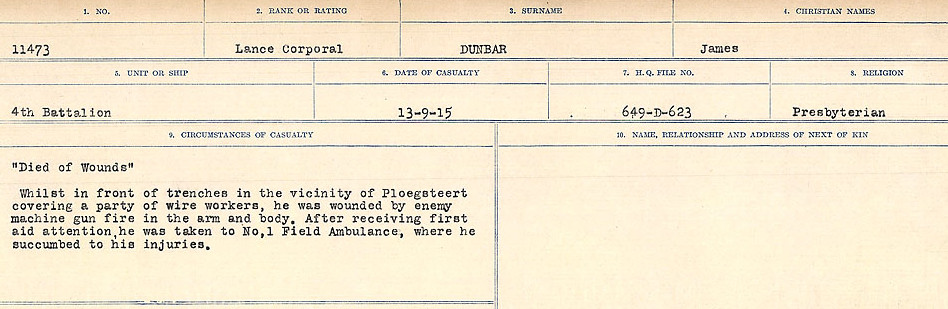 1. NO. 2. RANK OR RATING 3. SURNAME 4. CHRISTIAN NAMES
11473 Lance Corporal DUNBAR James
5. UNIT OR SHIP 6. DATE OF CASUALTY 7. H.Q. FILE NO. 8. RELIGION
4th Battalion 13-9-15 649-D-623 Presbyterian
9. CIRCUMSTANCES OF CASUALTY 10. NAME, RELATIONSHIP AND ADDRESS OF NEXT OF KIN
"Died of Wounds"
Whilst in front of trenches in the vicinity of Ploegsteert
covering a party of wire workers, he was wounded by enemy
machine gun fire in the arm and body. After receiving first
aid attention,he was taken to No,1 Field Ambulance, where he
succumbed to his injuries.